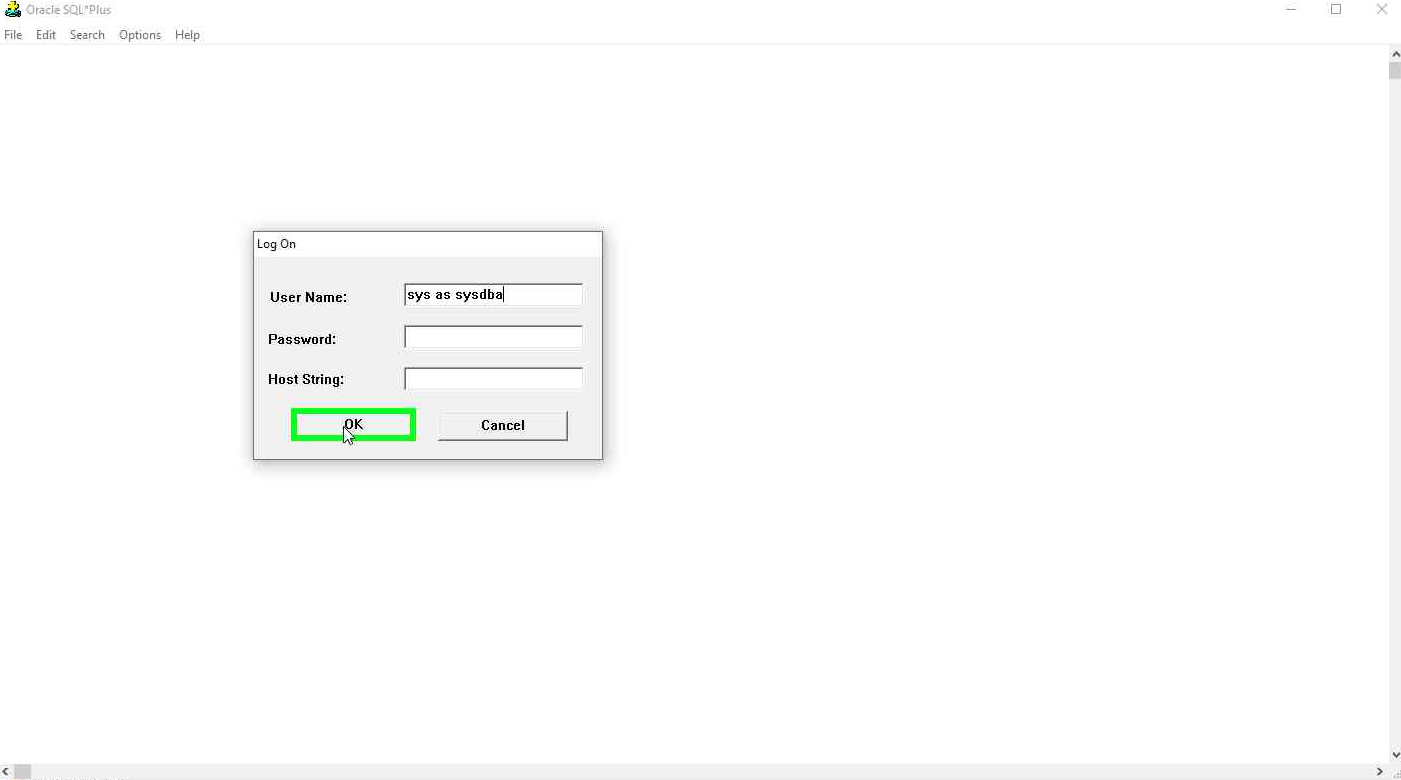 Oracle SQL*Plus
File Edit Search Options Help
Log On
User Name: sys as sysdba
Password:
Host String:
OK Cancel